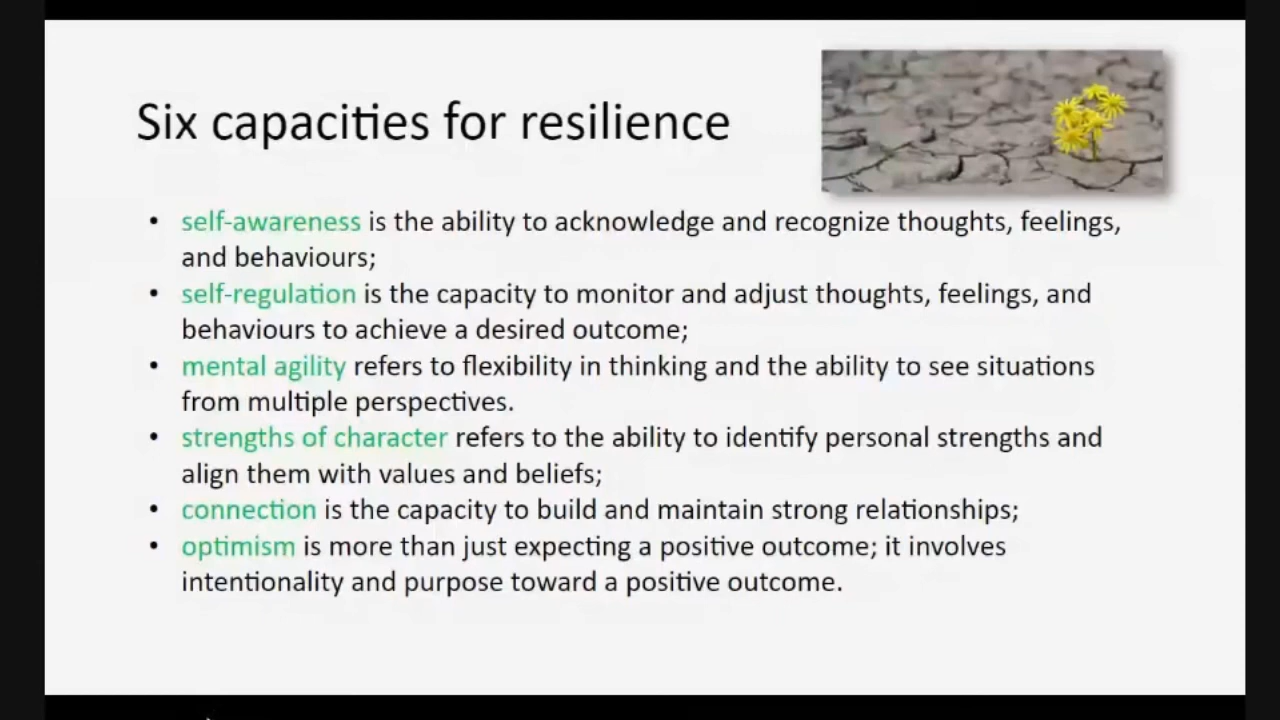 Six capacities for resilience
• self-awareness is the ability to acknowledge and recognize thoughts, feelings,
and behaviours;
• self-regulation is the capacity to monitor and adjust thoughts, feelings, and
behaviours to achieve a desired outcome;
• mental agility refers to flexibility in thinking and the ability to see situations
from multiple perspectives.
• strengths of character refers to the ability to identify personal strengths and
align them with values and beliefs;
• connection is the capacity to build and maintain strong relationships;
• optimism is more than just expecting a positive outcome; it involves
intentionality and purpose toward a positive outcome.